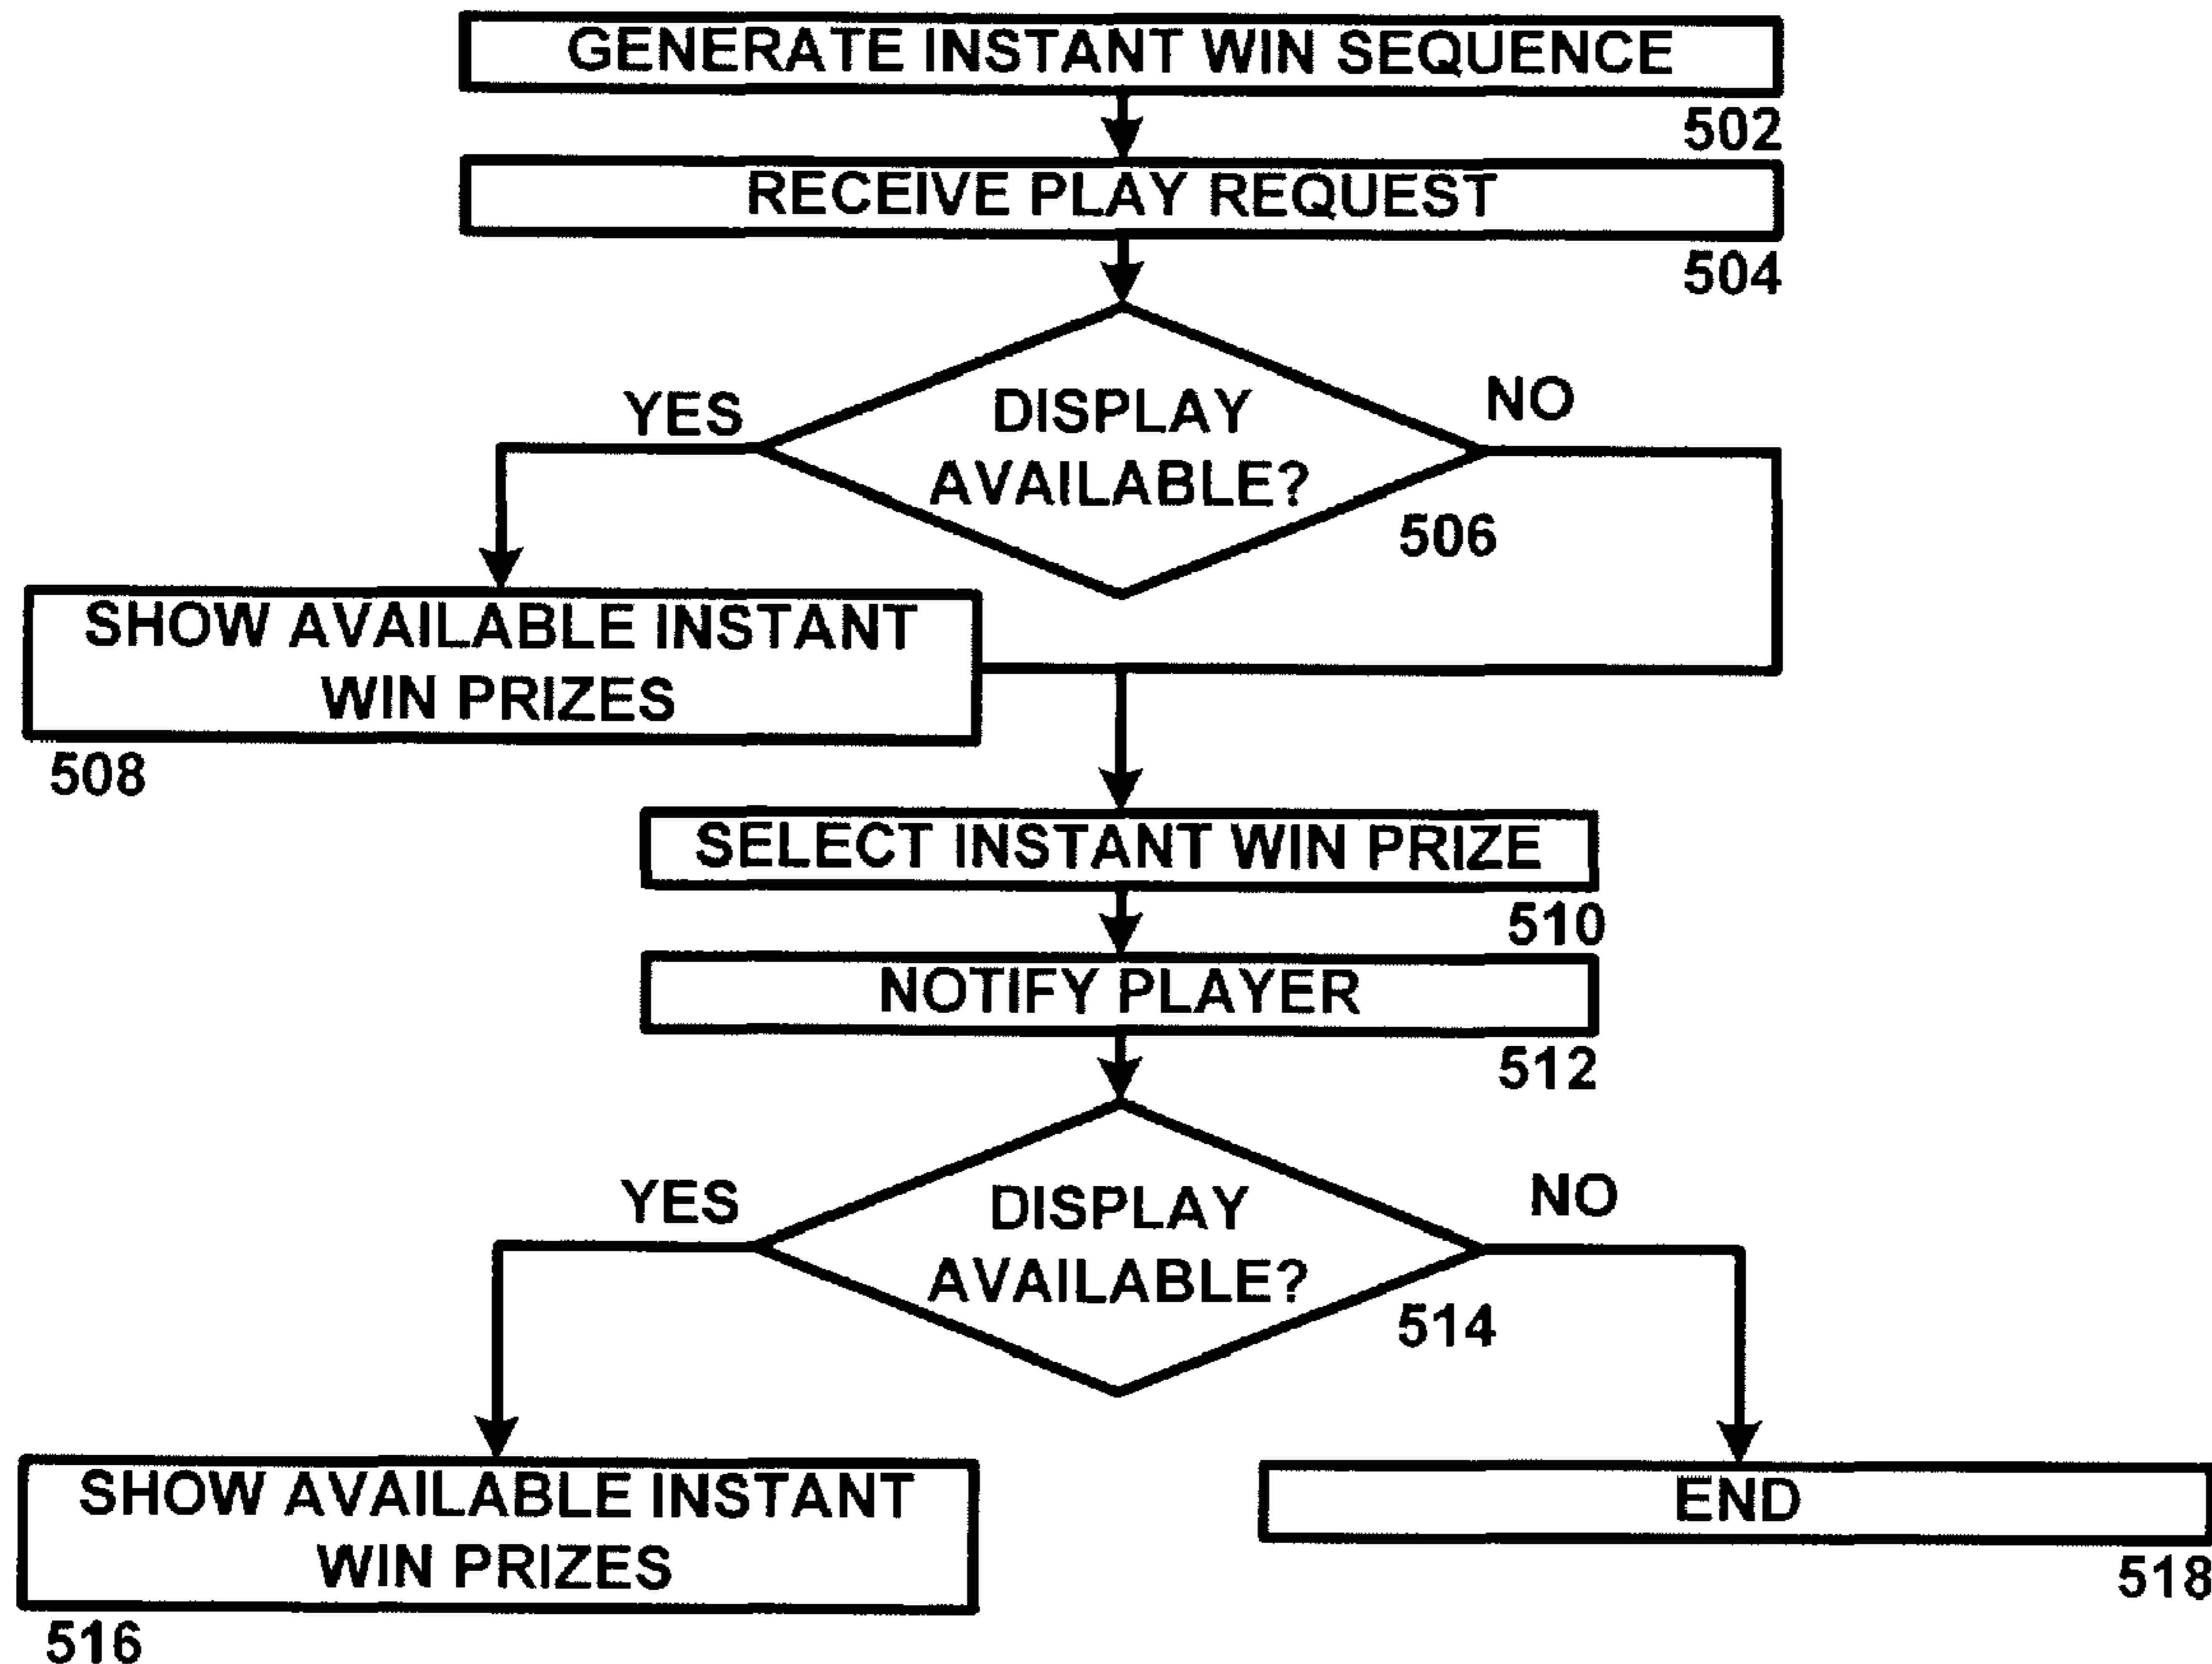 GENERATE INSTANT WIN SEQUENCE
502
RECEIVE PLAY REQUEST
504
YES
DISPLAY
AVAILABLE?
NO
506
SHOW AVAILABLE INSTANT
WIN PRIZES
508
SELECT INSTANT WIN PRIZE
510
NOTIFY PLAYER
512
YES
DISPLAY
AVAILABLE?
NO
514
SHOW AVAILABLE INSTANT
WIN PRIZES
516
END
518